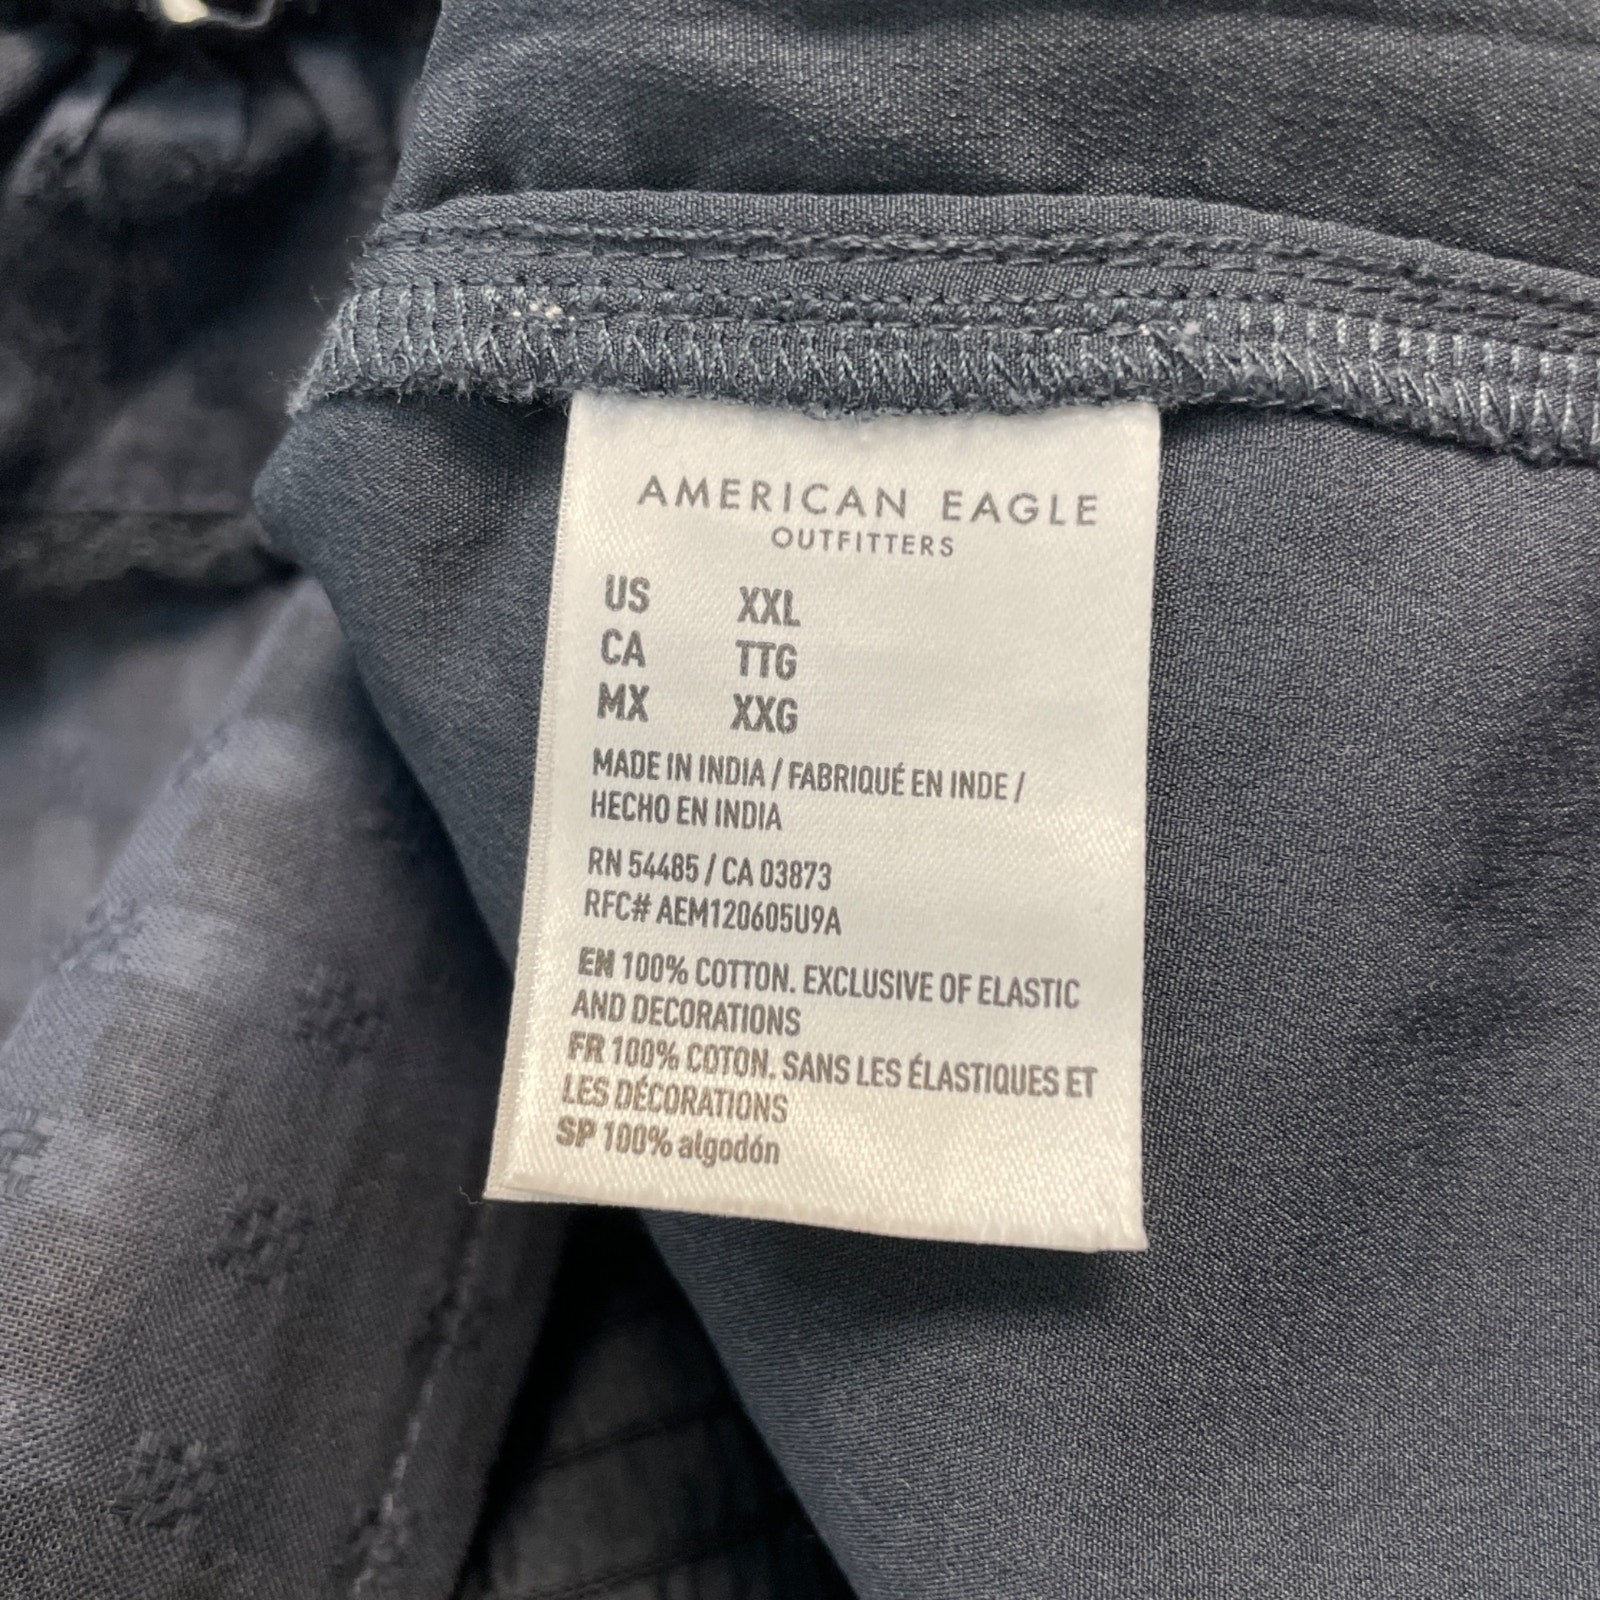 AMERICAN EAGLE
OUTFITTERS
US XXL
CA TTG
MX XXG
MADE IN INDIA / FABRIQUÉ EN INDE /
HECHO EN INDIA
RN 54485 / CA 03873
RFC# AEM120605U9A
EN 100% COTTON. EXCLUSIVE OF ELASTIC
AND DECORATIONS
FR 100% COTON. SANS LES ÉLASTIQUES ET
LES DÉCORATIONS
SP 100% algodón